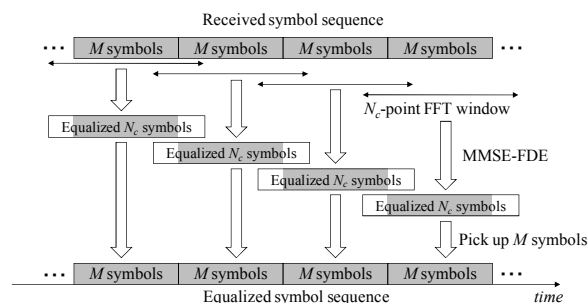 Received symbol sequence
••• M symbols M symbols M symbols M symbols •••
Nc-point FFT window
Equalized Nc symbols
Equalized Nc symbols
MMSE-FDE
Equalized Nc symbols
Equalized Nc symbols
Pick up M symbols
••• M symbols M symbols M symbols M symbols •••
Equalized symbol sequence
time